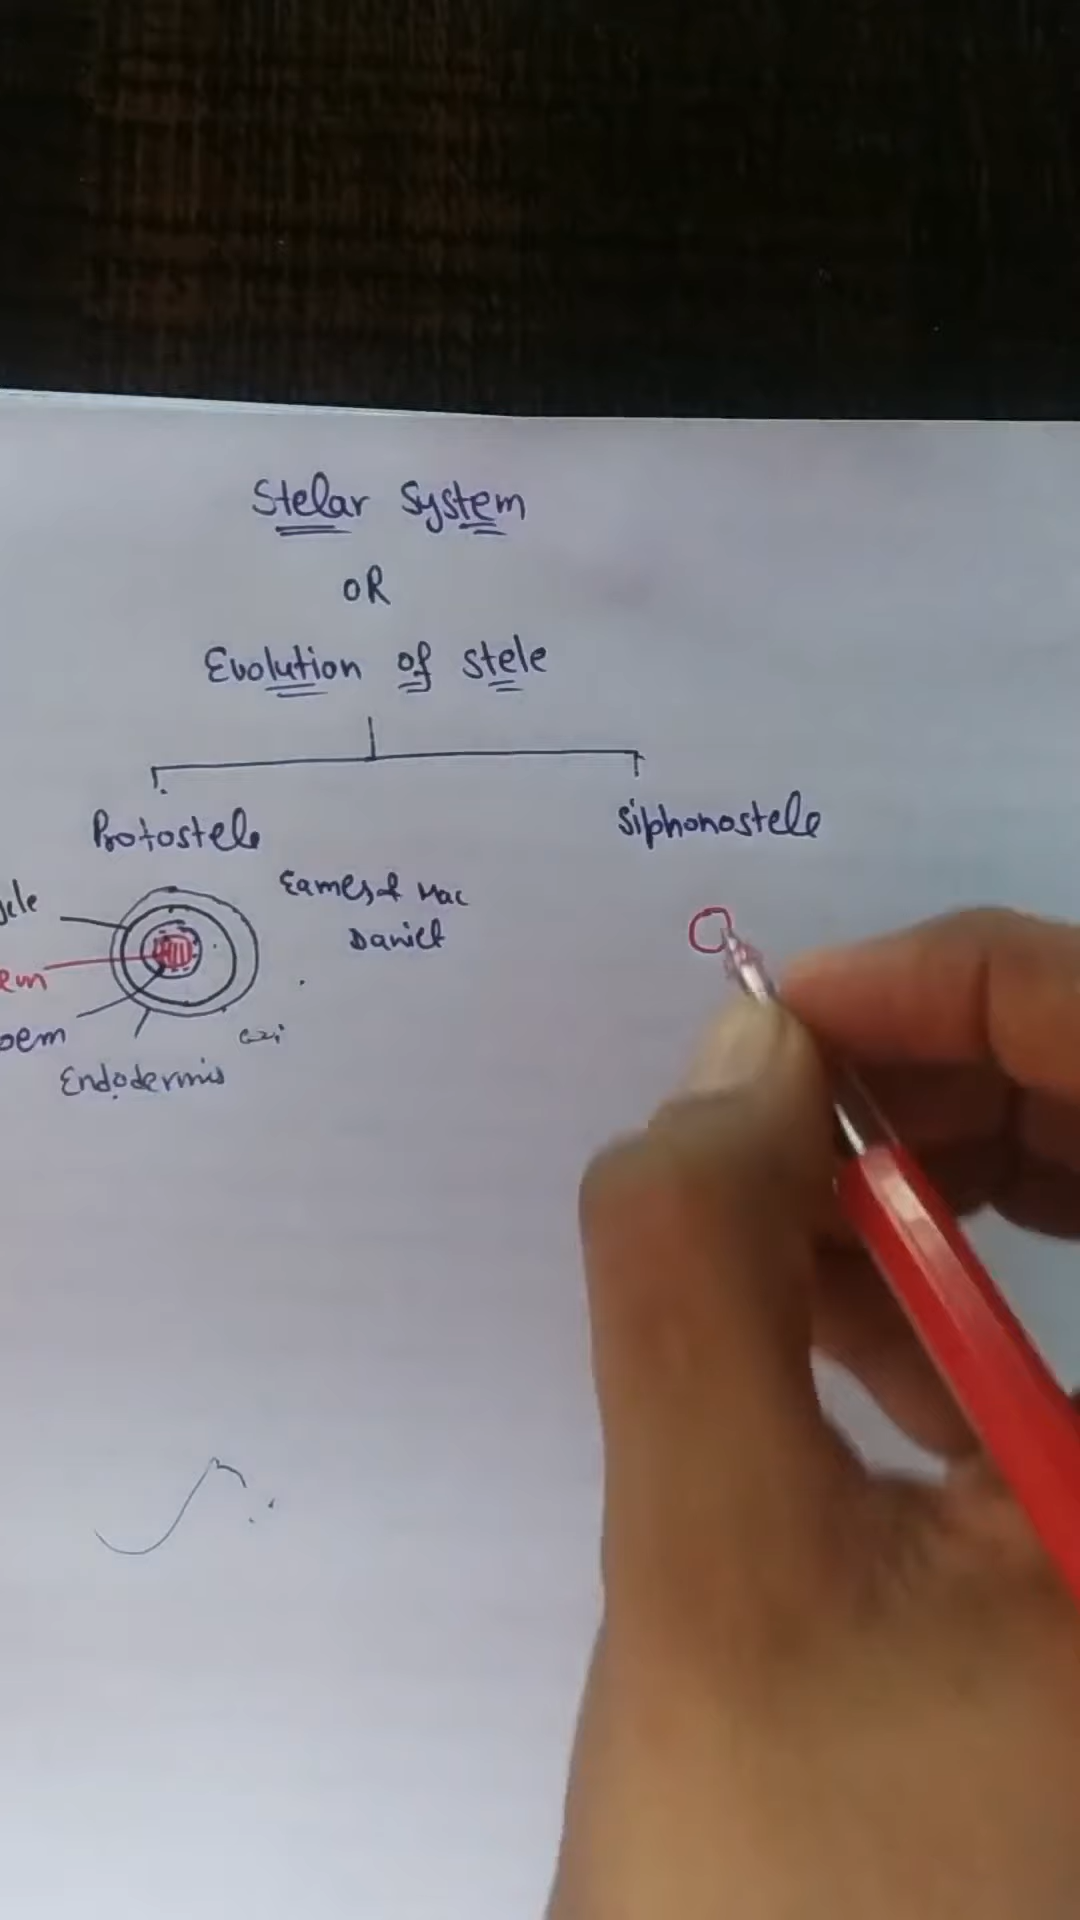 Stelar System
OR
Evolution of stele
Protostele
Siphonostele
Eames & Mac
Daniel
Endodermis